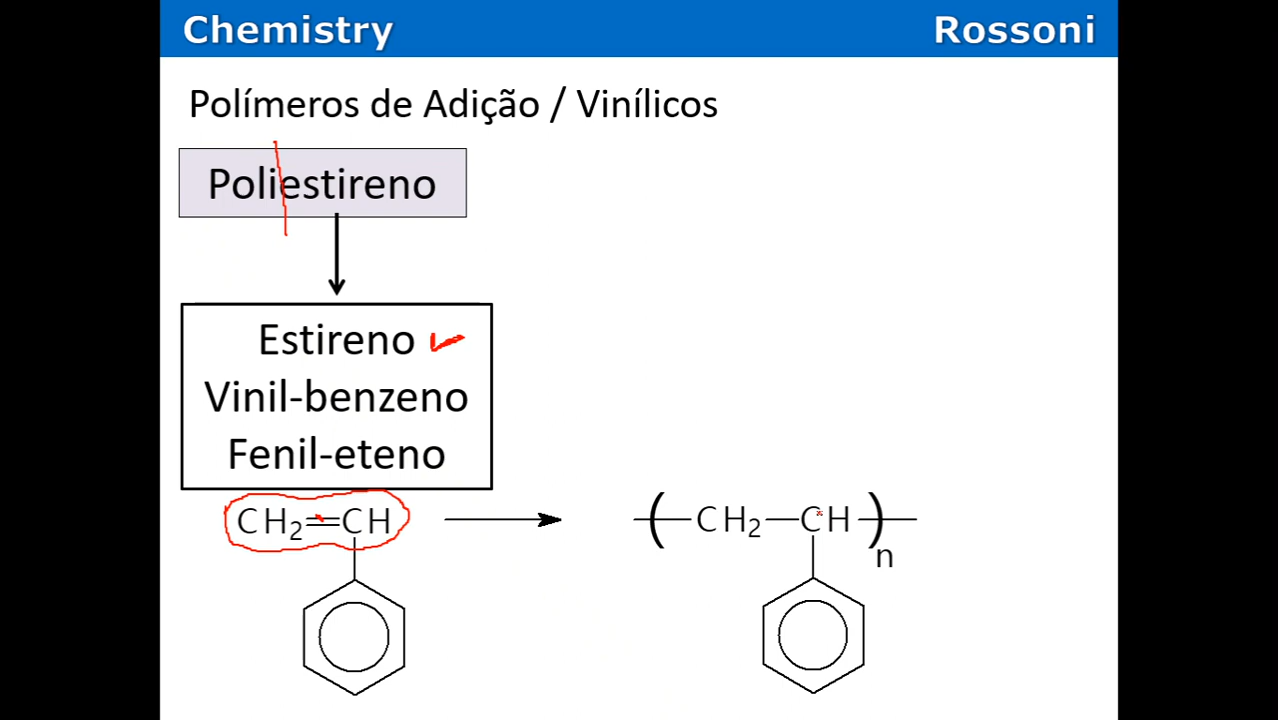 Chemistry Rossoni
Polímeros de Adição / Vinílicos
Poliestireno
Estireno
Vinil-benzeno
Fenil-eteno
CH2=CH
( CH2—CH )n